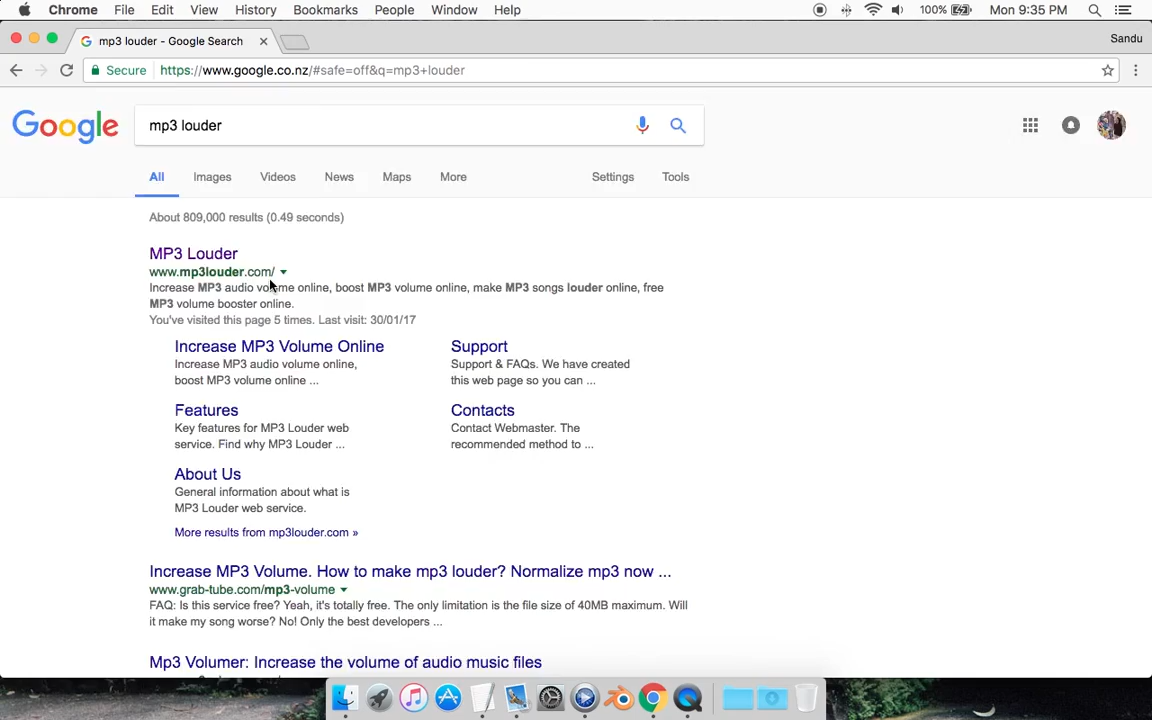 Chrome File Edit View History Bookmarks People Window Help 100% Mon 9:35 PM
mp3 louder - Google Search Sandu
Secure https://www.google.co.nz/#safe=off&q=mp3+louder
Google mp3 louder
All Images Videos News Maps More Settings Tools
About 809,000 results (0.49 seconds)
MP3 Louder
www.mp3louder.com/
Increase MP3 audio volume online, boost MP3 volume online, make MP3 songs louder online, free
MP3 volume booster online.
You've visited this page 5 times. Last visit: 30/01/17
Increase MP3 Volume Online
Increase MP3 audio volume online,
boost MP3 volume online ...
Support
Support & FAQs. We have created
this web page so you can ...
Features
Key features for MP3 Louder web
service. Find why MP3 Louder ...
Contacts
Contact Webmaster. The
recommended method to ...
About Us
General information about what is
MP3 Louder web service.
More results from mp3louder.com »
Increase MP3 Volume. How to make mp3 louder? Normalize mp3 now ...
www.grab-tube.com/mp3-volume
FAQ: Is this service free? Yeah, it's totally free. The only limitation is the file size of 40MB maximum. Will
it make my song worse? No! Only the best developers ...
Mp3 Volumer: Increase the volume of audio music files